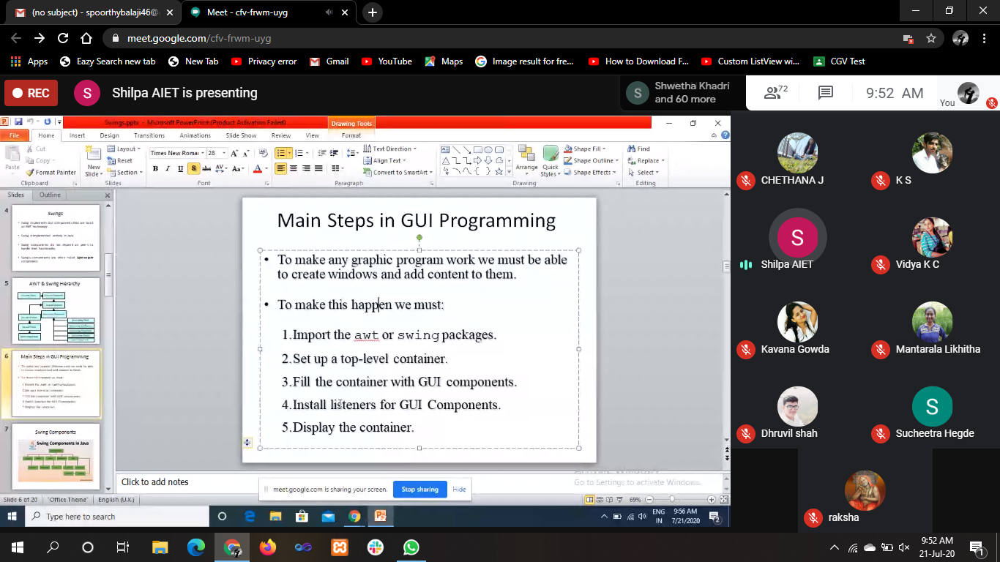 (no subject) - spoorthybalaji46@
Meet - cfv-frwm-uyg
meet.google.com/cfv-frwm-uyg
Apps
Eazy Search new tab
New Tab
Privacy error
Gmail
YouTube
Maps
Image result for fre...
How to Download F...
Custom ListView wi...
CGV Test
REC
S
Shilpa AIET is presenting
S
Shwetha Khadri
and 60 more
72
9:52 AM
You
Swings.pptx - Microsoft PowerPoint (Product Activation Failed)
Drawing Tools
File
Home
Insert
Design
Transitions
Animations
Slide Show
Review
View
Format
Paste
Cut
Copy
Format Painter
Clipboard
New
Slide
Layout
Reset
Section
Slides
Times New Roma
28
Font
Paragraph
Text Direction
Align Text
Convert to SmartArt
Arrange
Quick
Styles
Shape Fill
Shape Outline
Shape Effects
Drawing
Find
Replace
Select
Editing
Slides
Outline
4
Swings
5
AWT & Swing Hierarchy
6
Main Steps in GUI Programming
7
Swing Components
Swing Components in Java
Main Steps in GUI Programming
• To make any graphic program work we must be able
to create windows and add content to them.
• To make this happen we must:
1.Import the awt or swing packages.
2.Set up a top-level container.
3.Fill the container with GUI components.
4.Install listeners for GUI Components.
5.Display the container.
Click to add notes
meet.google.com is sharing your screen.
Stop sharing
Hide
Activate Windows
Go to Settings to activate Windows.
Slide 6 of 20
"Office Theme"
English (U.K.)
69%
Type here to search
ENG
IN
9:56 AM
7/21/2020
2
CHETHANA J
K S
S
Shilpa AIET
Vidya K C
Kavana Gowda
Mantarala Likhitha
Dhruvil shah
S
Sucheetra Hegde
raksha
9:52 AM
21-Jul-20
1